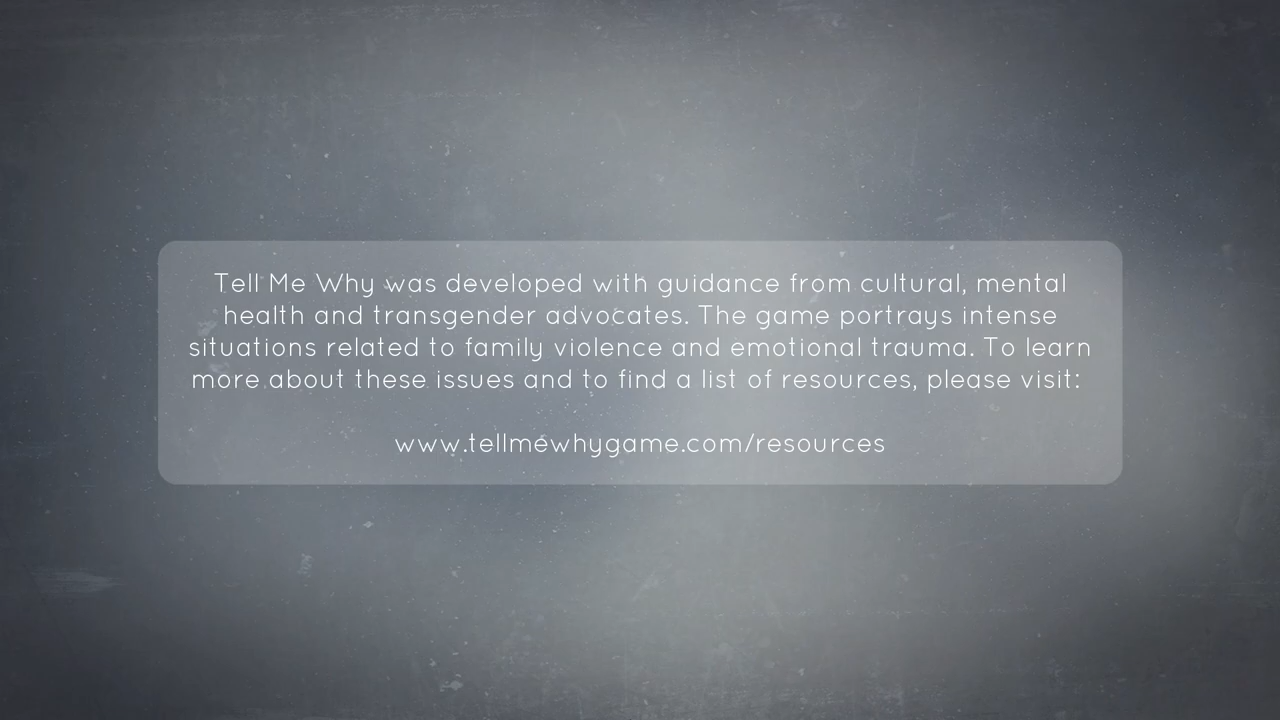 Tell Me Why was developed with guidance from cultural, mental
health and transgender advocates. The game portrays intense
situations related to family violence and emotional trauma. To learn
more about these issues and to find a list of resources, please visit:
www.tellmewhygame.com/resources